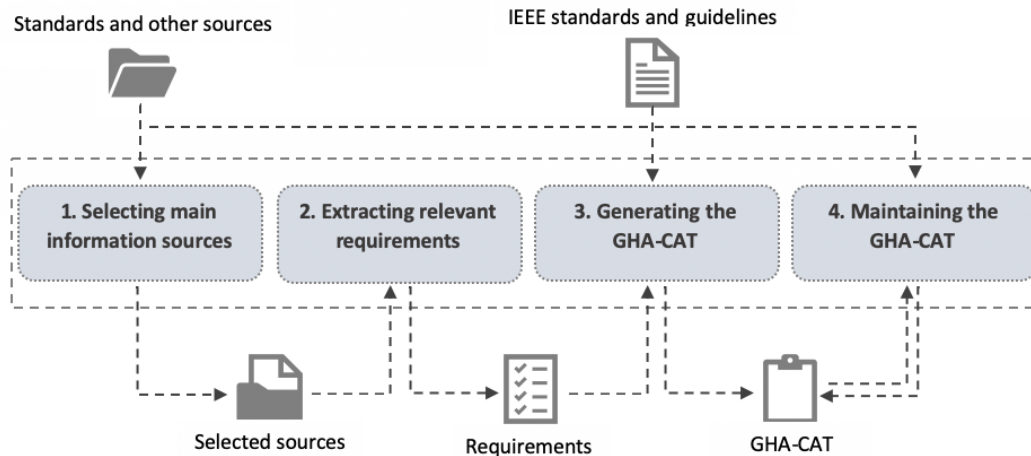 Standards and other sources
IEEE standards and guidelines
1. Selecting main
information sources
2. Extracting relevant
requirements
3. Generating the
GHA-CAT
4. Maintaining the
GHA-CAT
Selected sources
Requirements
GHA-CAT